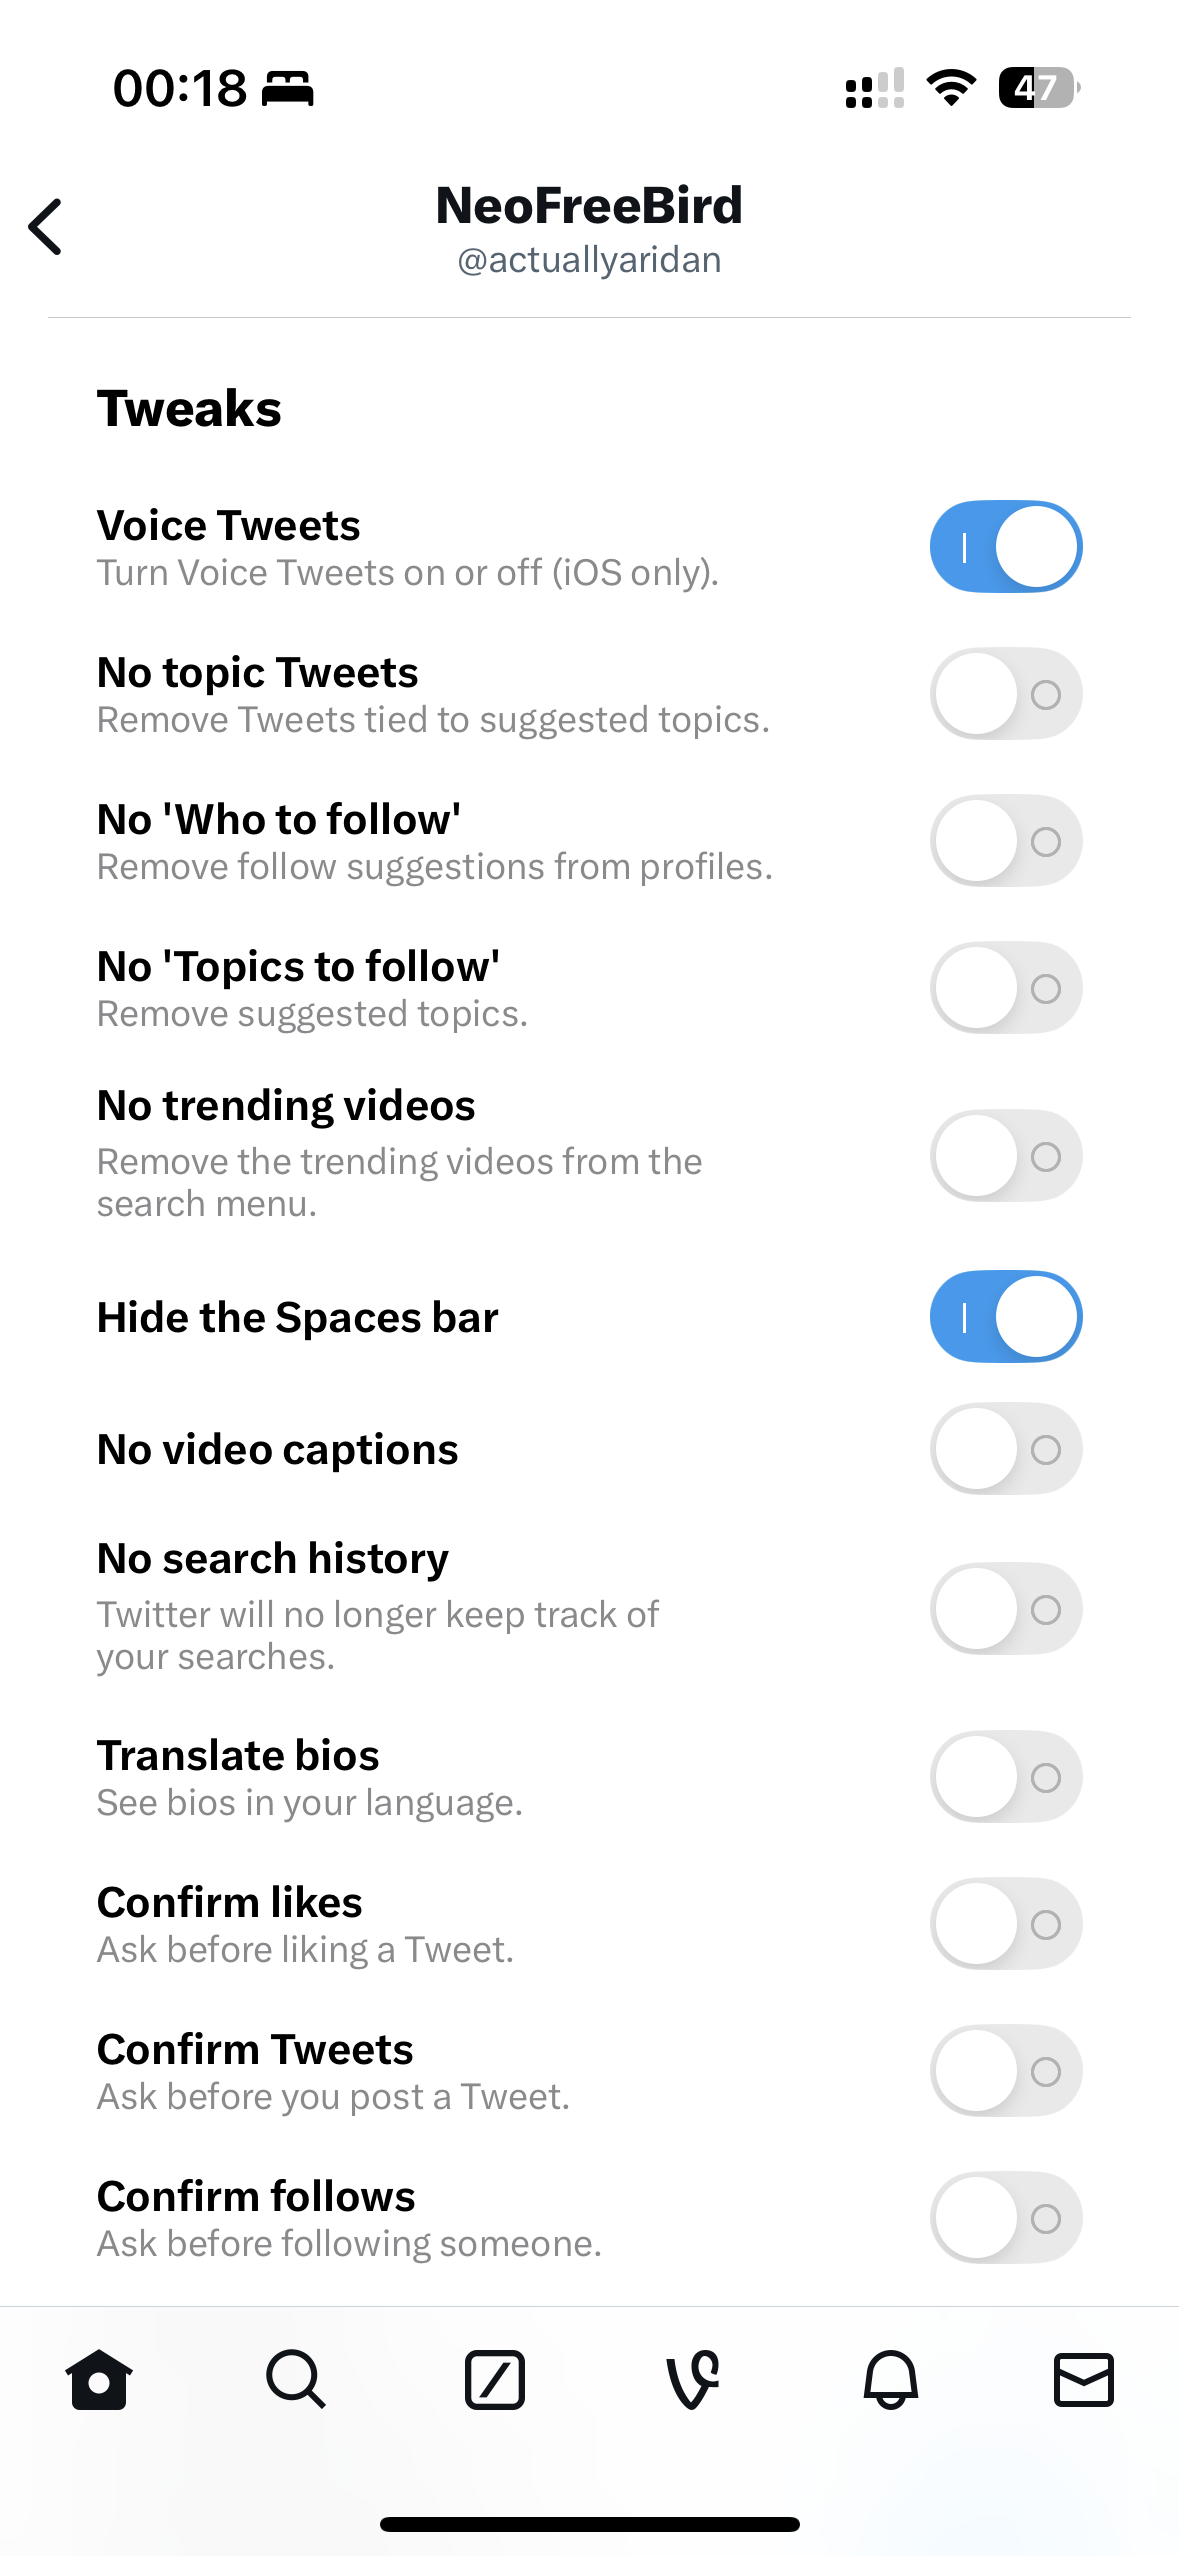 00:18
47
NeoFreeBird
@actuallyaridan
Tweaks
Voice Tweets
Turn Voice Tweets on or off (iOS only).
No topic Tweets
Remove Tweets tied to suggested topics.
No 'Who to follow'
Remove follow suggestions from profiles.
No 'Topics to follow'
Remove suggested topics.
No trending videos
Remove the trending videos from the
search menu.
Hide the Spaces bar
No video captions
No search history
Twitter will no longer keep track of
your searches.
Translate bios
See bios in your language.
Confirm likes
Ask before liking a Tweet.
Confirm Tweets
Ask before you post a Tweet.
Confirm follows
Ask before following someone.